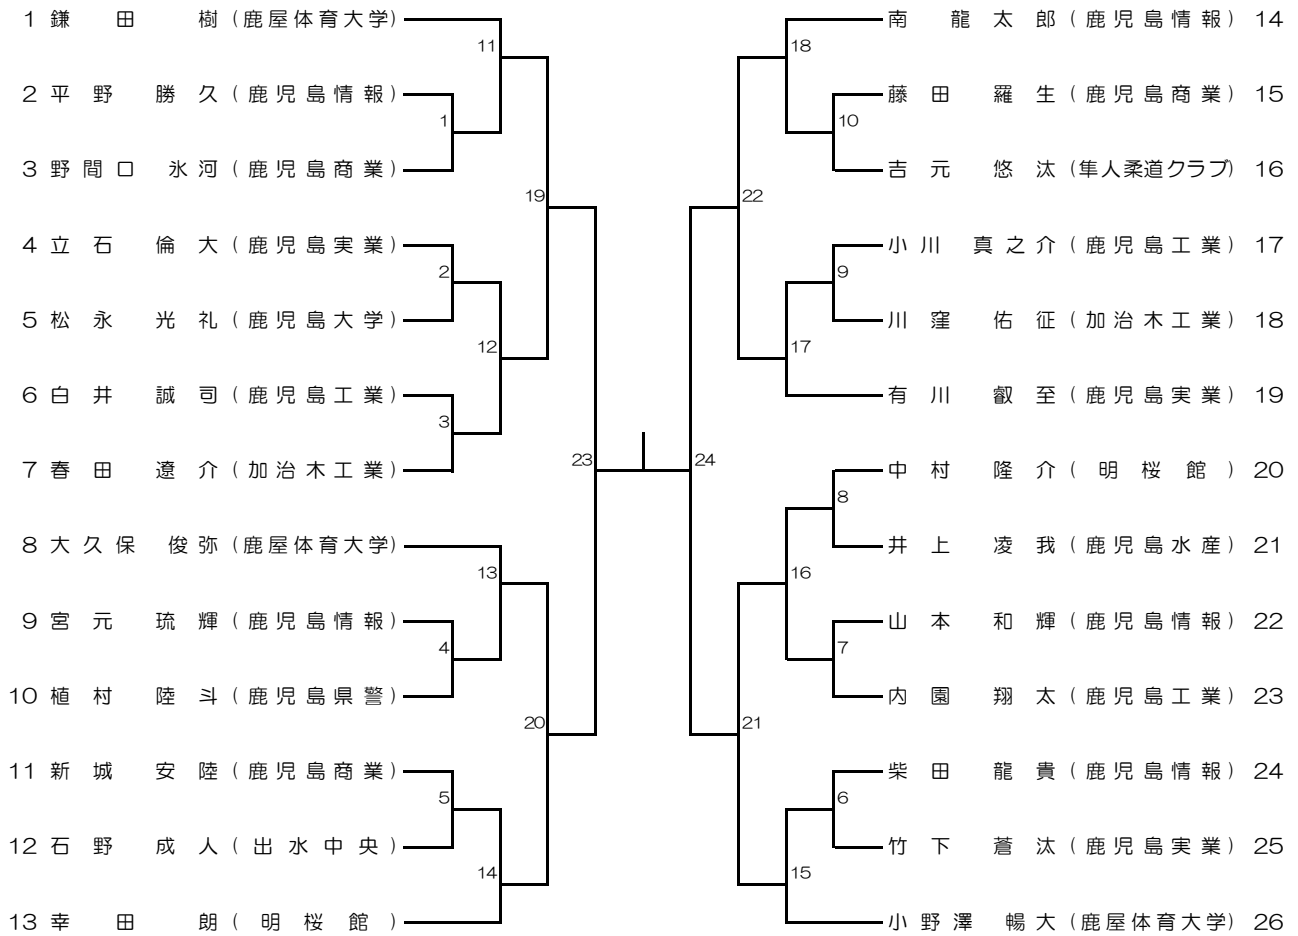 1 鎌田 樹 (鹿屋体育大学)
2 平野 勝久 (鹿児島情報)
3 野間口 氷河 (鹿児島商業)
4 立石 倫大 (鹿児島実業)
5 松永 光礼 (鹿児島大学)
6 白井 誠司 (鹿児島工業)
7 春田 遼介 (加治木工業)
8 大久保 俊弥 (鹿屋体育大学)
9 宮元 琉輝 (鹿児島情報)
10 植村 陸斗 (鹿児島県警)
11 新城 安陸 (鹿児島商業)
12 石野 成人 (出水中央)
13 幸田 朗 (明桜館)
11
1
19
2
12
3
23
13
4
20
5
14
18
10
22
9
17
24
8
16
7
21
6
15
南 龍太郎 (鹿児島情報) 14
藤田 羅生 (鹿児島商業) 15
吉元 悠汰 (隼人柔道クラブ) 16
小川 真之介 (鹿児島工業) 17
川窪 佑征 (加治木工業) 18
有川 叡至 (鹿児島実業) 19
中村 隆介 (明桜館) 20
井上 凌我 (鹿児島水産) 21
山本 和輝 (鹿児島情報) 22
内園 翔太 (鹿児島工業) 23
柴田 龍貴 (鹿児島情報) 24
竹下 蒼汰 (鹿児島実業) 25
小野澤 暢大 (鹿屋体育大学) 26